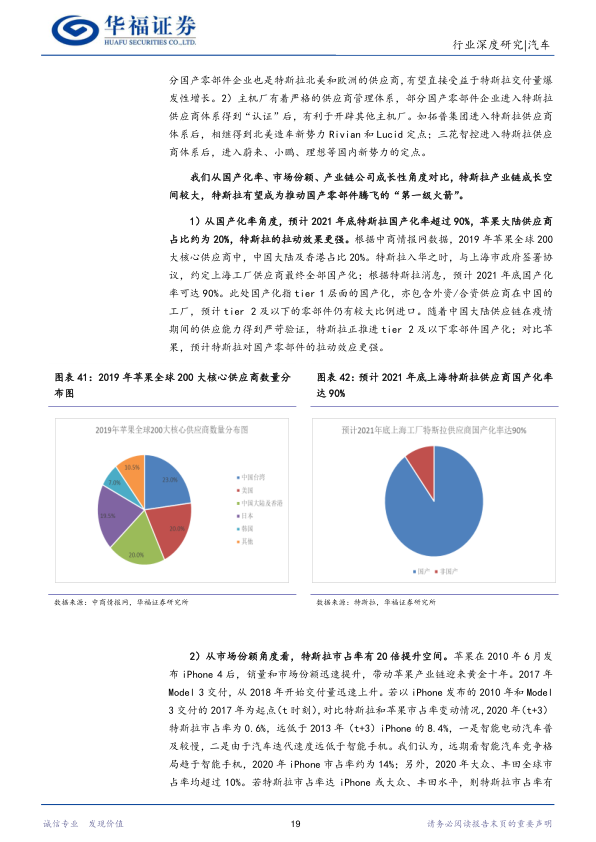 华福证券
HUAFU SECURITIES CO.,LTD.
行业深度研究|汽车
分国产零部件企业也是特斯拉北美和欧洲的供应商，有望直接受益于特斯拉交付量爆
发性增长。2）主机厂有着严格的供应商管理体系，部分国产零部件企业进入特斯拉
供应商体系得到“认证”后，有利于开辟其他主机厂。如拓普集团进入特斯拉供应商
体系后，相继得到北美造车新势力 Rivian 和 Lucid 定点；三花智控进入特斯拉供应
商体系后，进入蔚来、小鹏、理想等国内新势力的定点。
我们从国产化率、市场份额、产业链公司成长性角度对比，特斯拉产业链成长空
间较大，特斯拉有望成为推动国产零部件腾飞的“第一级火箭”。
1）从国产化率角度，预计 2021 年底特斯拉国产化率超过 90%，苹果大陆供应商
占比约为 20%，特斯拉的拉动效果更强。根据中商情报网数据，2019 年苹果全球 200
大核心供应商中，中国大陆及香港占比 20%。特斯拉入华之时，与上海市政府签署协
议，约定上海工厂供应商最终全部国产化；根据特斯拉消息，预计 2021 年底国产化
率可达 90%。此处国产化指 tier 1 层面的国产化，亦包含外资/合资供应商在中国的
工厂，预计 tier 2 及以下的零部件仍有较大比例进口。随着中国大陆供应链在疫情
期间的供应能力得到严苛验证，特斯拉正推进 tier 2 及以下零部件国产化；对比苹
果，预计特斯拉对国产零部件的拉动效应更强。
图表 41：2019 年苹果全球 200 大核心供应商数量分
布图
图表 42：预计 2021 年底上海特斯拉供应商国产化率
达 90%
2019年苹果全球200大核心供应商数量分布图
23.0%
20.0%
20.0%
7.0%
10.5%
中国台湾
美国
中国大陆及香港
日本
韩国
其他
预计2021年底上海工厂特斯拉供应商国产化率达90%
国产 非国产
数据来源：中商情报网，华福证券研究所
数据来源：特斯拉，华福证券研究所
2）从市场份额角度看，特斯拉市占率有 20 倍提升空间。苹果在 2010 年 6 月发
布 iPhone 4 后，销量和市场份额迅速提升，带动苹果产业链迎来黄金十年。2017 年
Model 3 交付，从 2018 年开始交付量迅速上升。若以 iPhone 发布的 2010 年和 Model
3 交付的 2017 年为起点(t 时刻)，对比特斯拉和苹果市占率变动情况，2020 年(t+3)
特斯拉市占率为 0.6%，远低于 2013 年(t+3) iPhone 的 8.4%，一是智能电动汽车普
及较慢，二是由于汽车迭代速度远低于智能手机。我们认为，远期看智能汽车竞争格
局趋于智能手机，2020 年 iPhone 市占率约为 14%；另外，2020 年大众、丰田全球市
占率均超过 10%。若特斯拉市占率达 iPhone 或大众、丰田水平，则特斯拉市占率有
诚信专业 发现价值
19
请务必阅读报告末页的重要声明